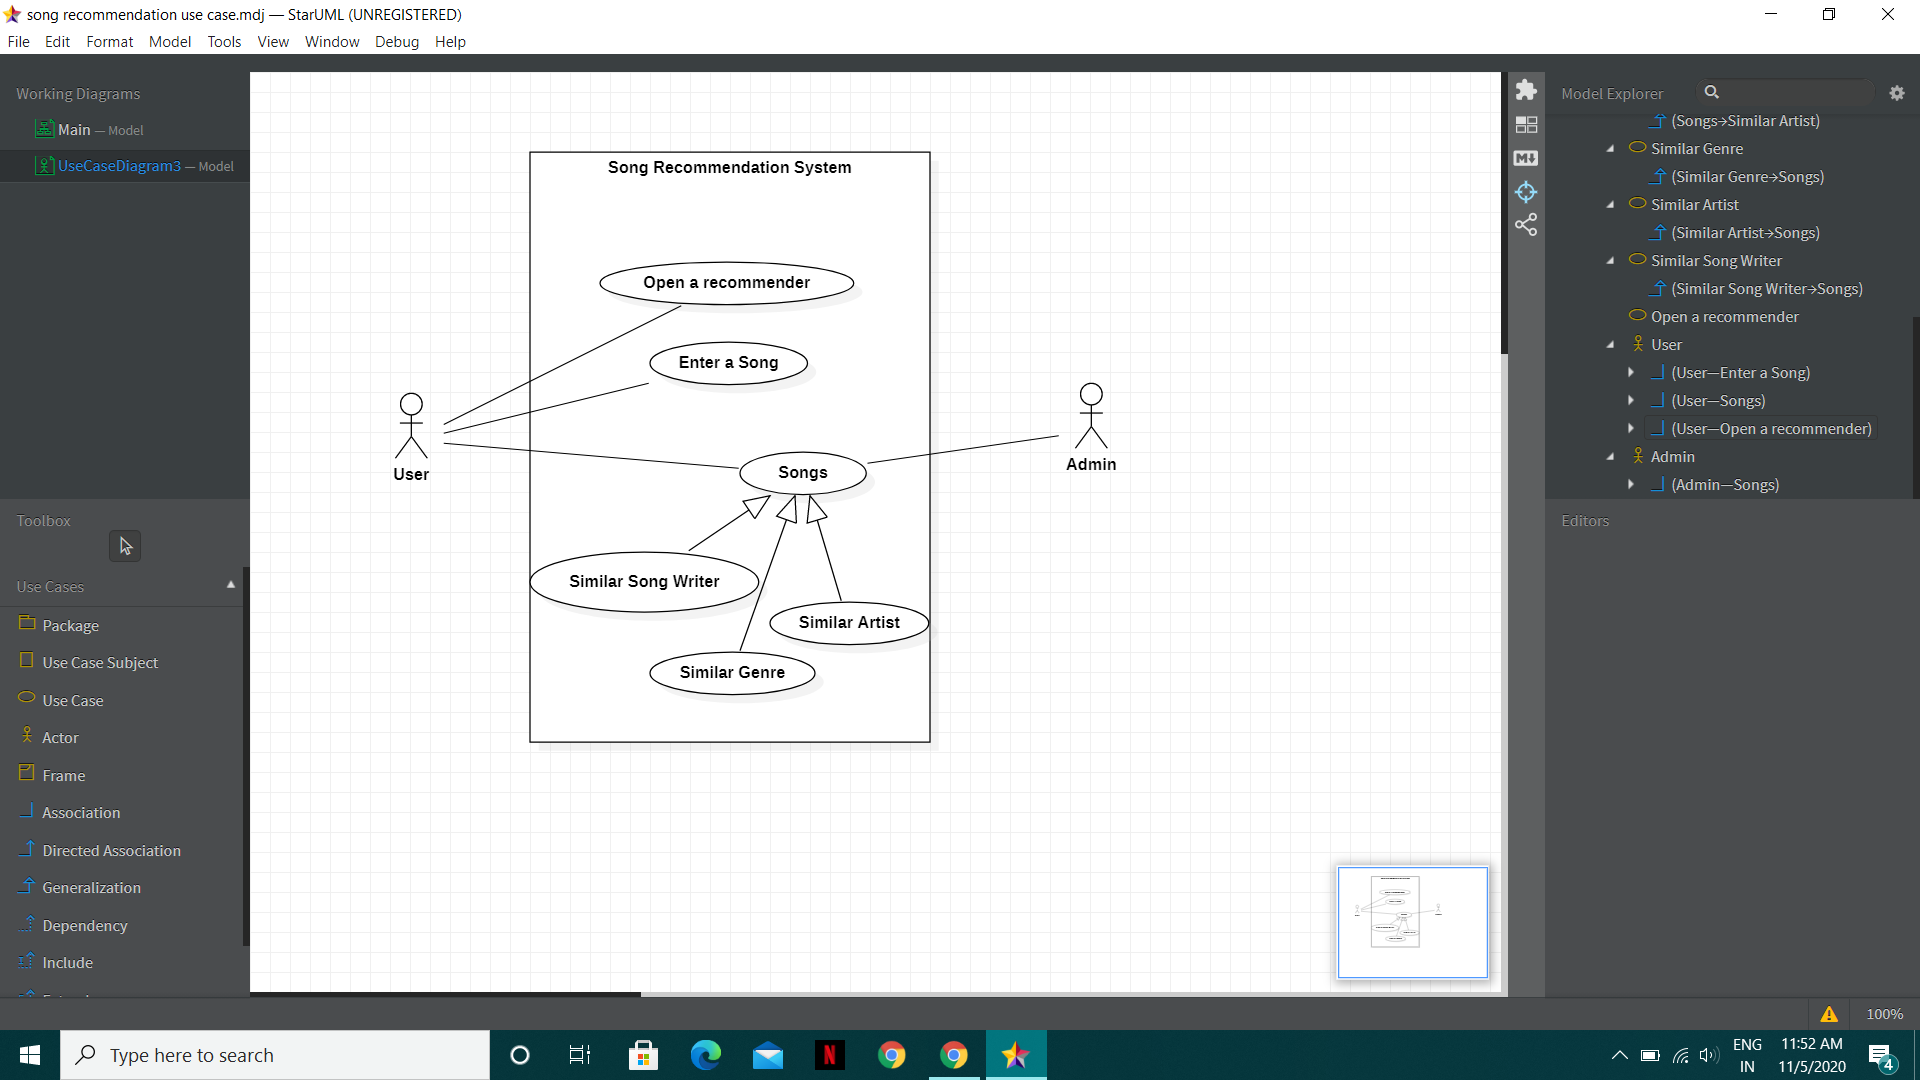 song recommendation use case.mdj — StarUML (UNREGISTERED)
File Edit Format Model Tools View Window Debug Help
Working Diagrams
Main — Model
UseCaseDiagram3 — Model
Toolbox
Use Cases
Package
Use Case Subject
Use Case
Actor
Frame
Association
Directed Association
Generalization
Dependency
Include
Song Recommendation System
Open a recommender
Enter a Song
User
Admin
Songs
Similar Song Writer
Similar Artist
Similar Genre
Model Explorer
(Songs→Similar Artist)
Similar Genre
(Similar Genre→Songs)
Similar Artist
(Similar Artist→Songs)
Similar Song Writer
(Similar Song Writer→Songs)
Open a recommender
User
(User—Enter a Song)
(User—Songs)
(User—Open a recommender)
Admin
(Admin—Songs)
Editors
100%
Type here to search
ENG
IN
11:52 AM
11/5/2020
4